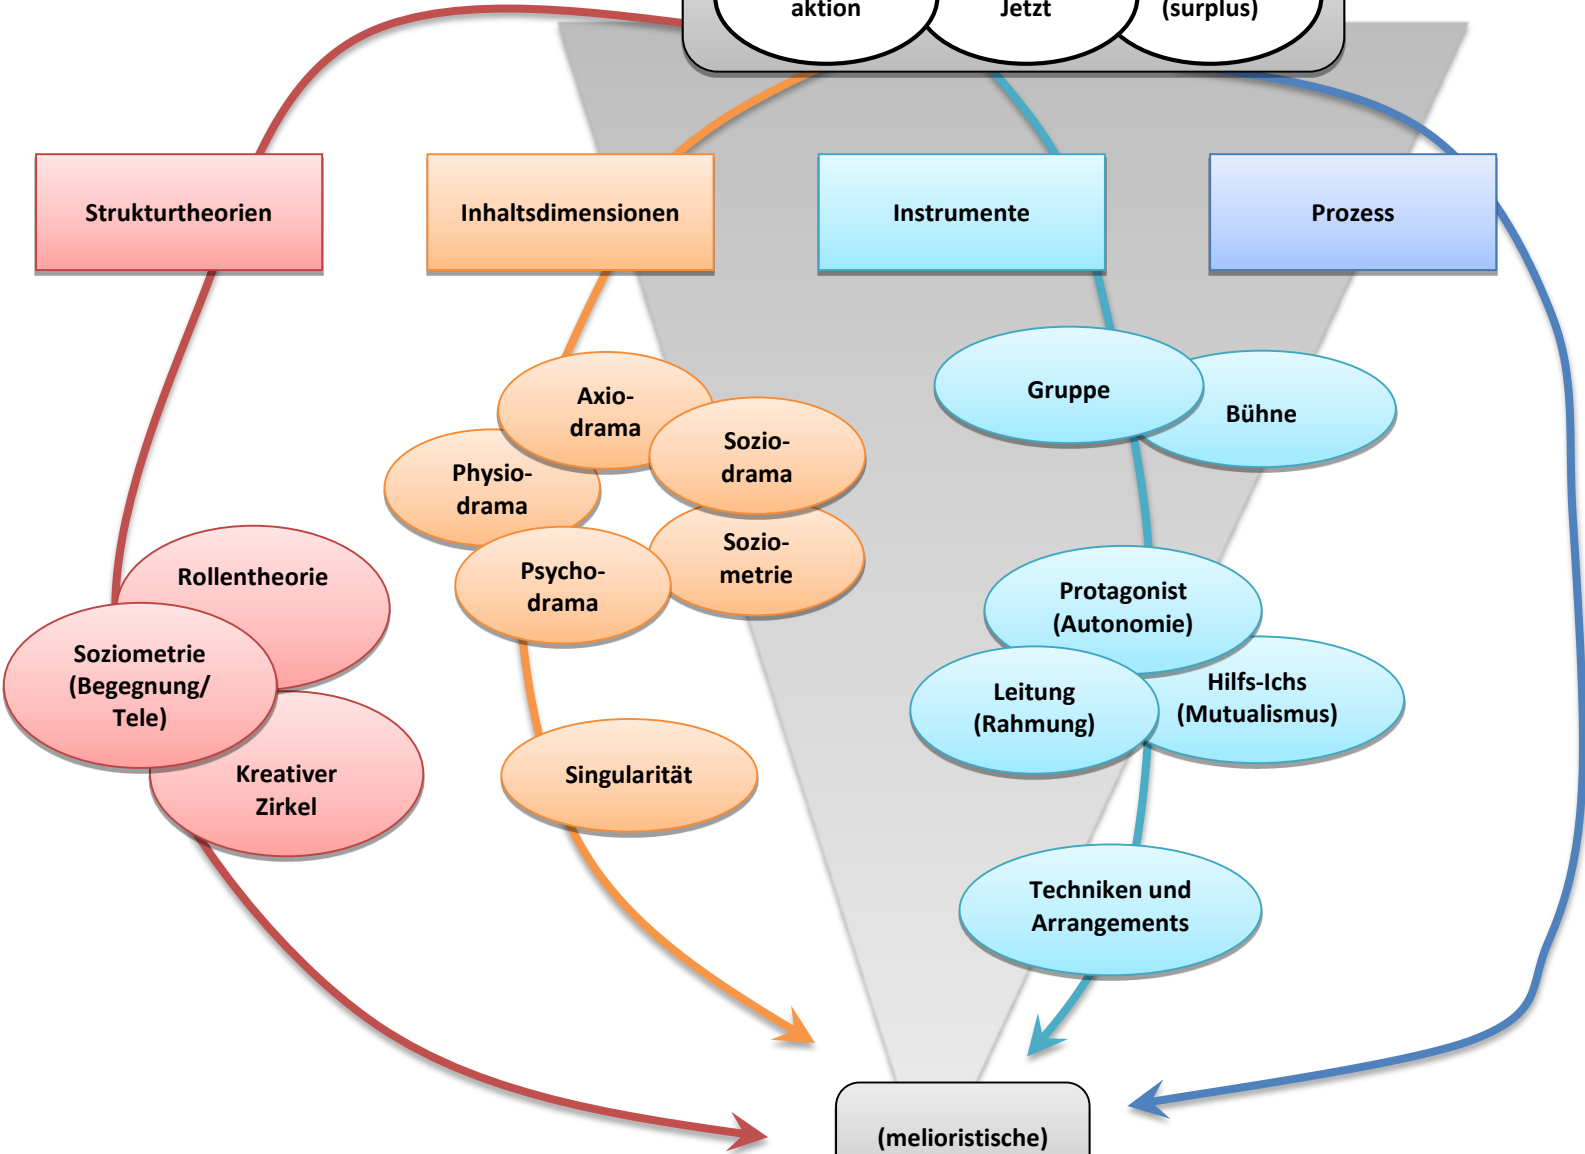 aktion
Jetzt
(surplus)
Strukturtheorien
Inhaltsdimensionen
Instrumente
Prozess
Axio-
drama
Sozio-
drama
Physio-
drama
Psycho-
drama
Sozio-
metrie
Singularität
Rollentheorie
Soziometrie
(Begegnung/
Tele)
Kreativer
Zirkel
Gruppe
Bühne
Protagonist
(Autonomie)
Leitung
(Rahmung)
Hilfs-Ichs
(Mutualismus)
Techniken und
Arrangements
(melioristische)